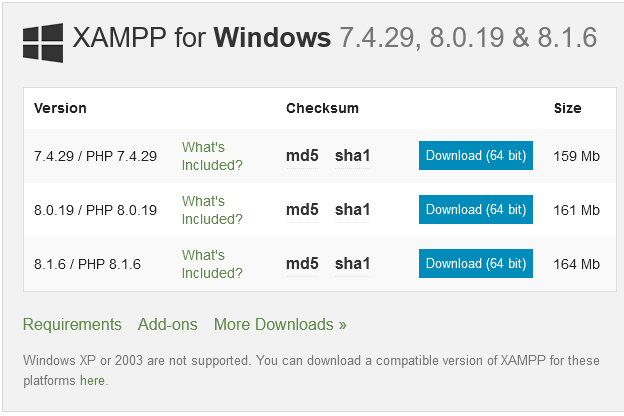 XAMPP for Windows 7.4.29, 8.0.19 & 8.1.6
Version Checksum Size
7.4.29 / PHP 7.4.29 What's Included? md5 sha1 Download (64 bit) 159 Mb
8.0.19 / PHP 8.0.19 What's Included? md5 sha1 Download (64 bit) 161 Mb
8.1.6 / PHP 8.1.6 What's Included? md5 sha1 Download (64 bit) 164 Mb
Requirements Add-ons More Downloads »
Windows XP or 2003 are not supported. You can download a compatible version of XAMPP for these
platforms here.